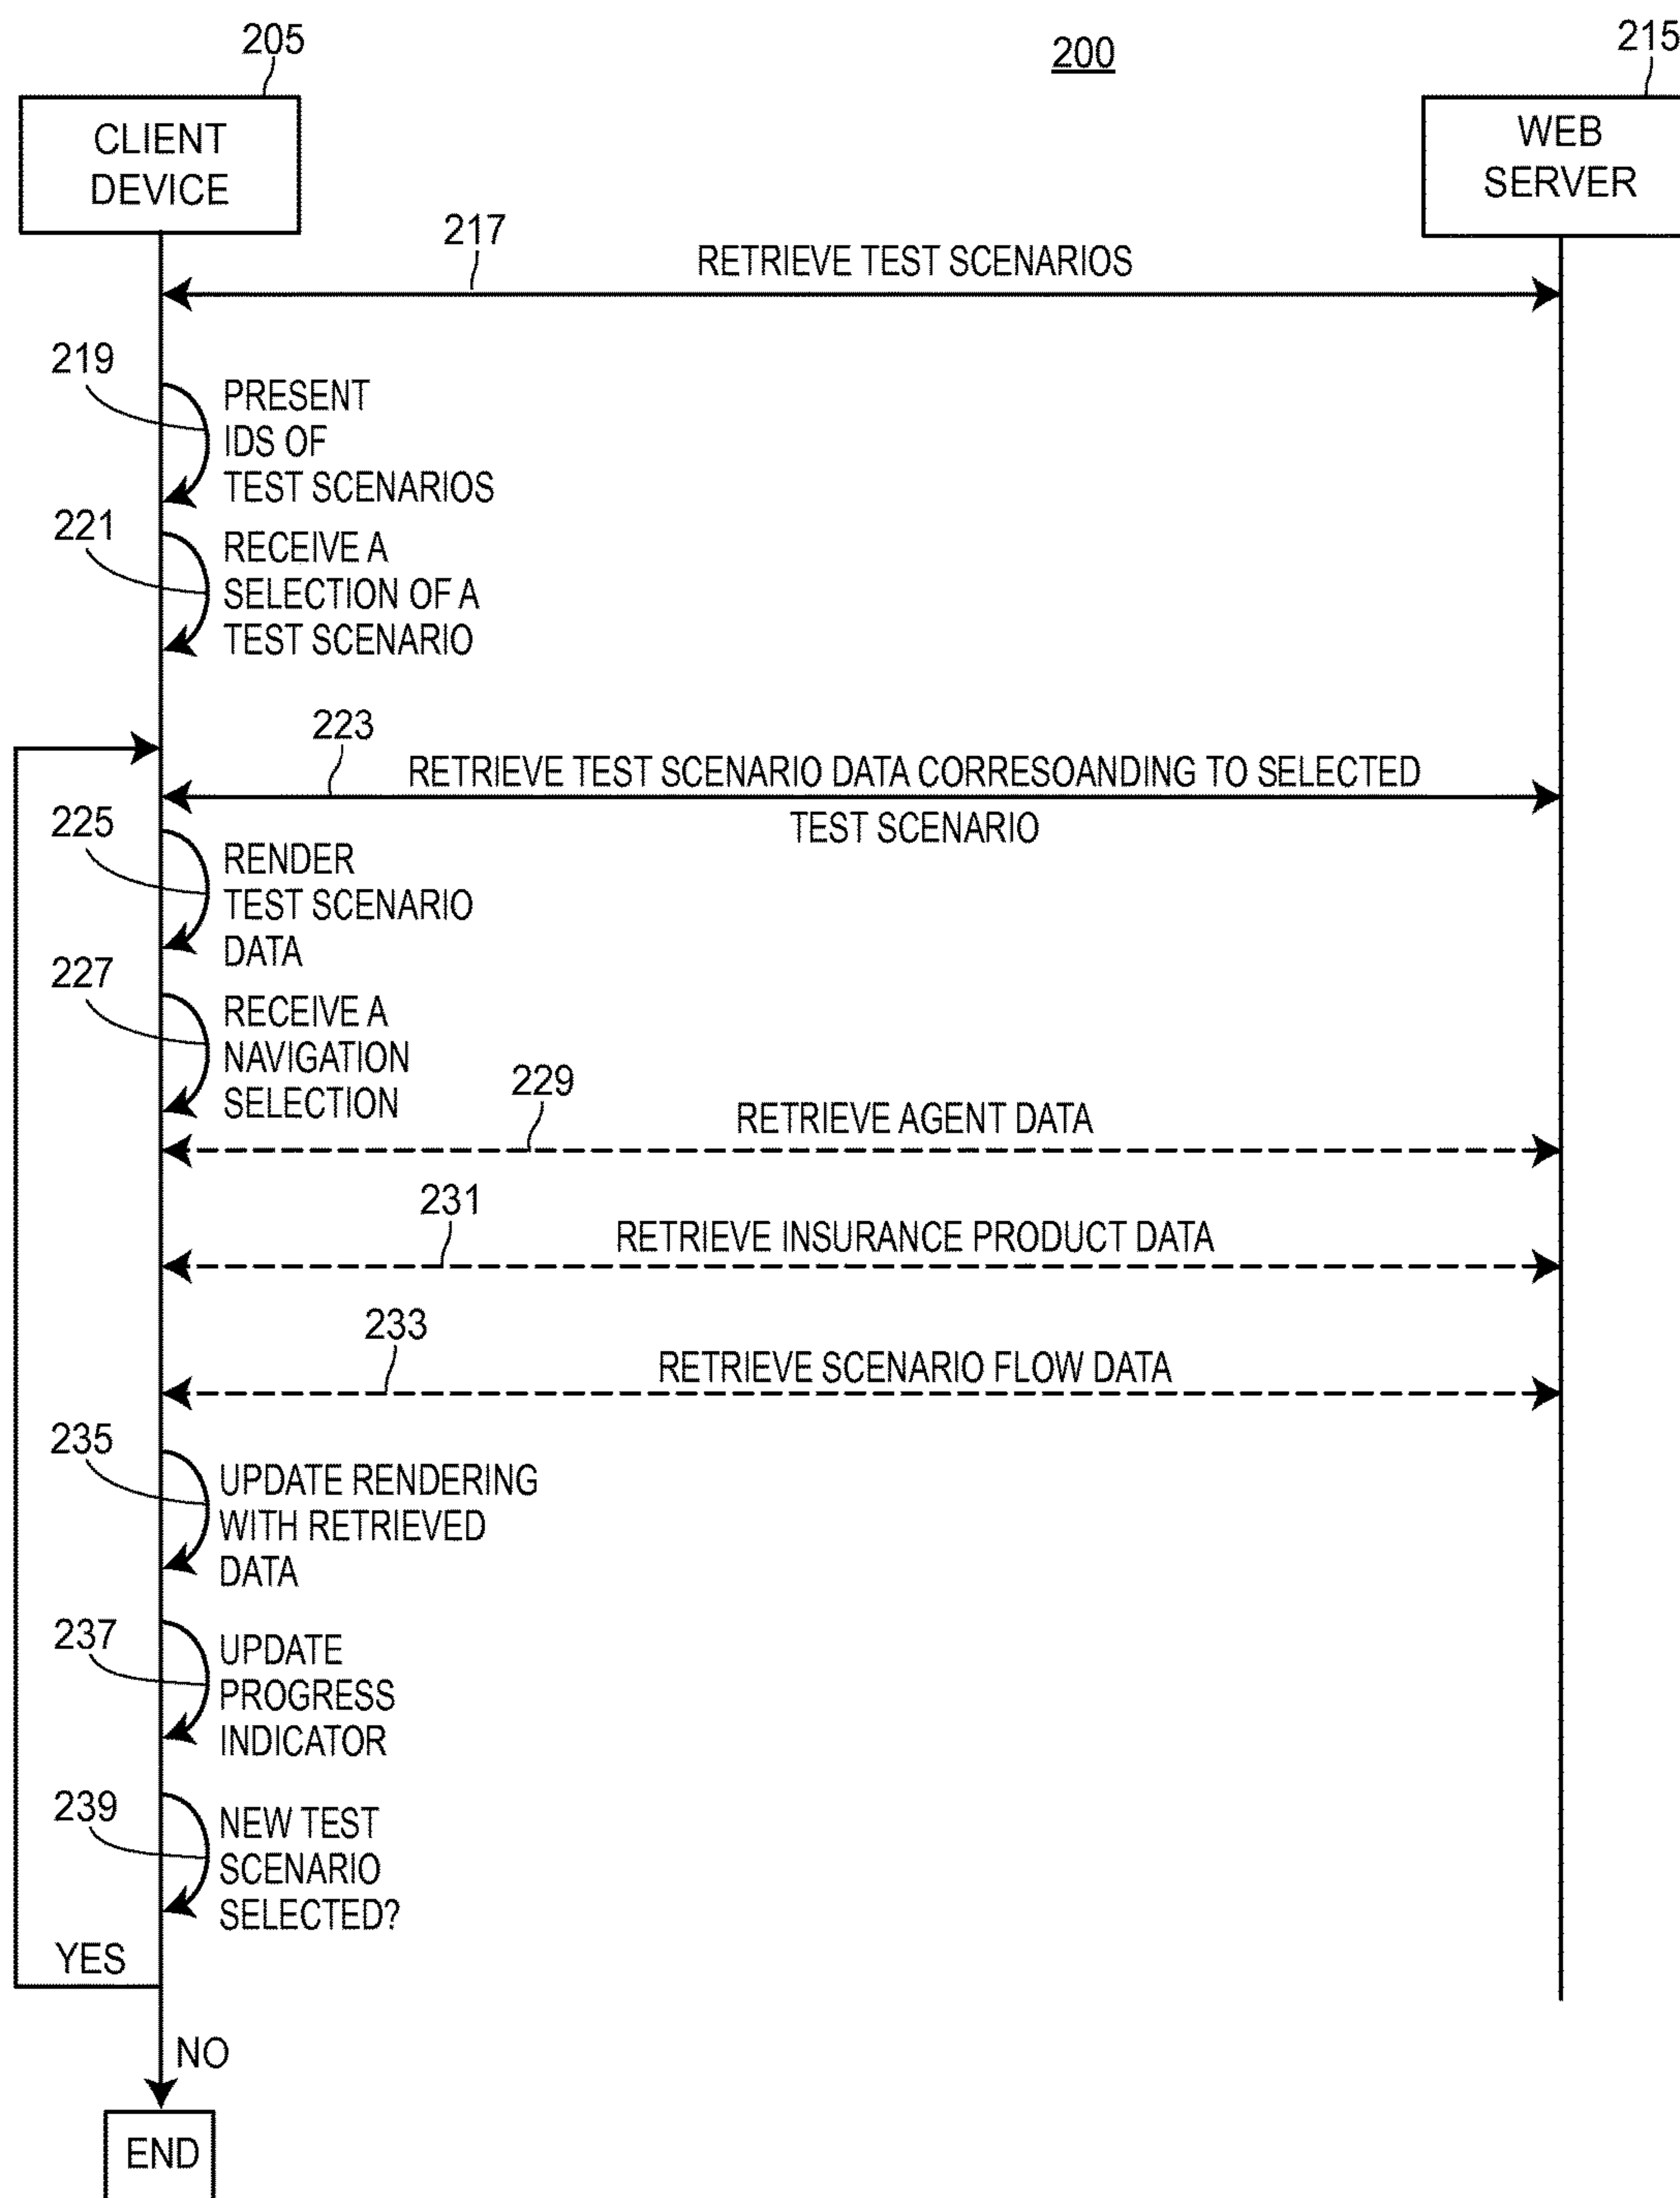 205
200
215
CLIENT
DEVICE
WEB
SERVER
217
RETRIEVE TEST SCENARIOS
219
PRESENT
IDS OF
TEST SCENARIOS
221
RECEIVE A
SELECTION OF A
TEST SCENARIO
223
RETRIEVE TEST SCENARIO DATA CORRESOANDING TO SELECTED
TEST SCENARIO
225
RENDER
TEST SCENARIO
DATA
227
RECEIVE A
NAVIGATION
SELECTION
229
RETRIEVE AGENT DATA
231
RETRIEVE INSURANCE PRODUCT DATA
233
RETRIEVE SCENARIO FLOW DATA
235
UPDATE RENDERING
WITH RETRIEVED
DATA
237
UPDATE
PROGRESS
INDICATOR
239
NEW TEST
SCENARIO
SELECTED?
YES
NO
END